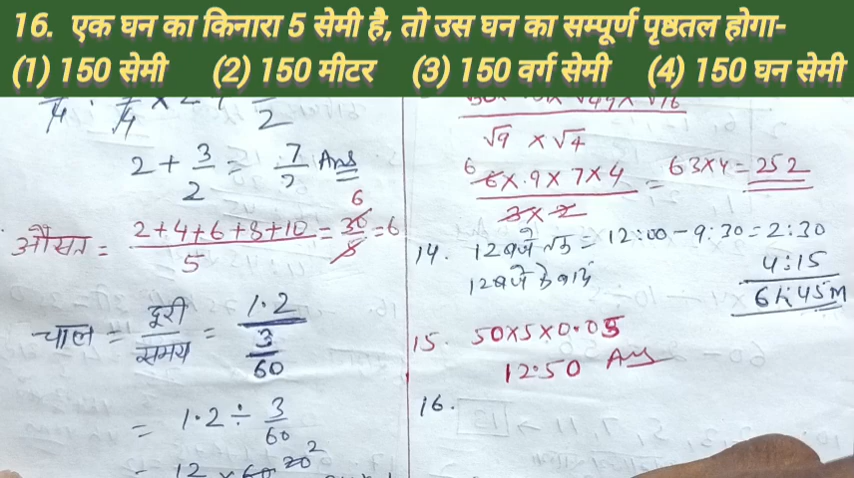 16. एक घन का किनारा 5 सेमी है, तो उस घन का सम्पूर्ण पृष्ठतल होगा-
(1) 150 सेमी (2) 150 मीटर (3) 150 वर्ग सेमी (4) 150 घन सेमी
2 + 3/2 = 7/2 Ans
औसत = 2+4+6+8+10/5 = 30/5 = 6
6
चाल = दूरी/समय = 1.2/3/60
= 1.2 ÷ 3/60
√9 × √4
6 6×.9×7×4/3×2 = 63×4 = 252
14. 12 बजे तक = 12:00 - 9:30 = 2:30
12 बजे के बाद 4:15
6h:45M
15. 50×5×0.05
12.50 Ans
16.